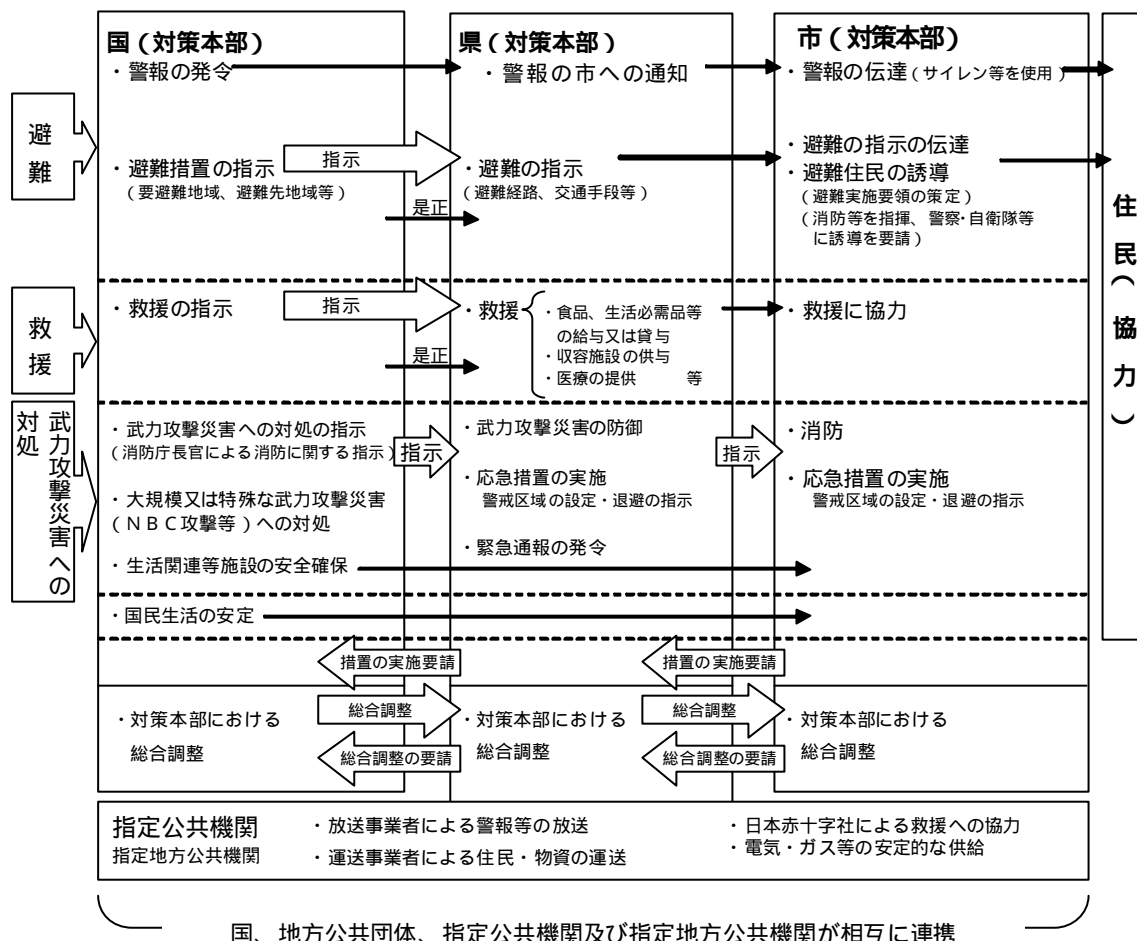 国（対策本部）
・警報の発令
県（対策本部）
・警報の市への通知
市（対策本部）
・警報の伝達（サイレン等を使用）
避難
・避難措置の指示
（要避難地域、避難先地域等）
指示
是正
・避難の指示
（避難経路、交通手段等）
・避難の指示の伝達
・避難住民の誘導
（避難実施要領の策定）
（消防等を指揮、警察・自衛隊等
に誘導を要請）
住民（協力）
救援
・救援の指示
指示
是正
・救援
・食品、生活必需品等
の給与又は貸与
・収容施設の供与
・医療の提供　等
・救援に協力
武力攻撃災害への
対処
・武力攻撃災害への対処の指示
（消防庁長官による消防に関する指示）
指示
・大規模又は特殊な武力攻撃災害
（ＮＢＣ攻撃等）への対処
・生活関連等施設の安全確保
・武力攻撃災害の防御
・応急措置の実施
警戒区域の設定・退避の指示
・緊急通報の発令
指示
・消防
・応急措置の実施
警戒区域の設定・退避の指示
・国民生活の安定
措置の実施要請
措置の実施要請
・対策本部における
総合調整
総合調整
総合調整の要請
・対策本部における
総合調整
総合調整
総合調整の要請
・対策本部における
総合調整
指定公共機関
指定地方公共機関
・放送事業者による警報等の放送
・運送事業者による住民・物資の運送
・日本赤十字社による救援への協力
・電気・ガス等の安定的な供給
国、地方公共団体、指定公共機関及び指定地方公共機関が相互に連携